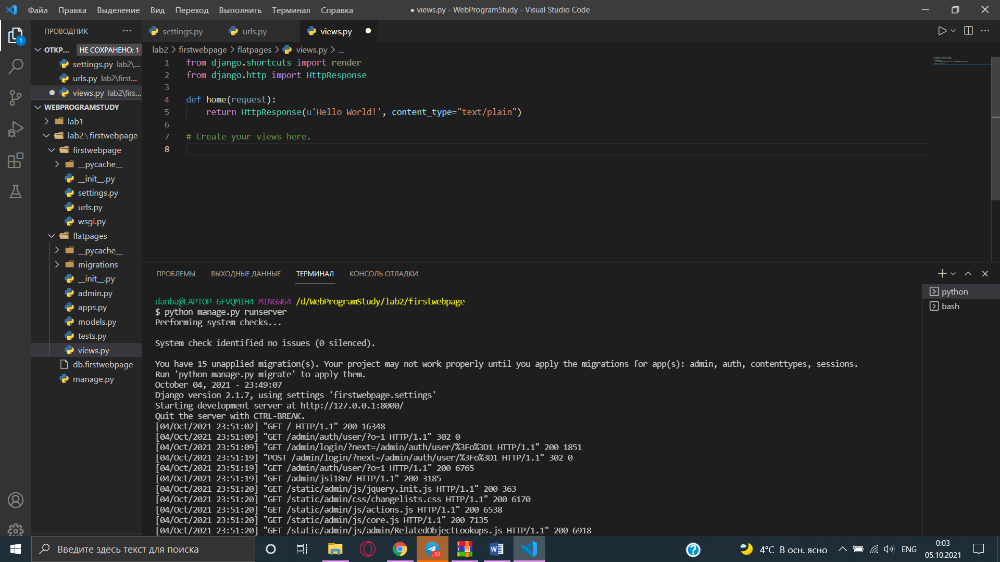 Файл Правка Выделение Вид Переход Выполнить Терминал Справка
● views.py - WebProgramStudy - Visual Studio Code
ПРОВОДНИК ···
1
ОТКР... НЕ СОХРАНЕНО: 1
settings.py lab2\...
urls.py lab2\first...
views.py lab2\firs...
WEBPROGRAMSTUDY
lab1
lab2 \ firstwebpage
firstwebpage
__pycache__
__init__.py
settings.py
urls.py
wsgi.py
flatpages
__pycache__
migrations
__init__.py
admin.py
apps.py
models.py
tests.py
views.py
db.firstwebpage
manage.py
settings.py urls.py views.py
lab2 > firstwebpage > flatpages > views.py > ...
1 from django.shortcuts import render
2 from django.http import HttpResponse
3
4 def home(request):
5 return HttpResponse(u'Hello World!', content_type="text/plain")
6
7 # Create your views here.
8
ПРОБЛЕМЫ ВЫХОДНЫЕ ДАННЫЕ ТЕРМИНАЛ КОНСОЛЬ ОТЛАДКИ
python
bash
danba@LAPTOP-6FVQMIH4 MINGW64 /d/WebProgramStudy/lab2/firstwebpage
$ python manage.py runserver
Performing system checks...
System check identified no issues (0 silenced).
You have 15 unapplied migration(s). Your project may not work properly until you apply the migrations for app(s): admin, auth, contenttypes, sessions.
Run 'python manage.py migrate' to apply them.
October 04, 2021 - 23:49:07
Django version 2.1.7, using settings 'firstwebpage.settings'
Starting development server at http://127.0.0.1:8000/
Quit the server with CTRL-BREAK.
[04/Oct/2021 23:51:02] "GET / HTTP/1.1" 200 16348
[04/Oct/2021 23:51:09] "GET /admin/auth/user/?o=1 HTTP/1.1" 302 0
[04/Oct/2021 23:51:09] "GET /admin/login/?next=/admin/auth/user/%3Fo%3D1 HTTP/1.1" 200 1851
[04/Oct/2021 23:51:19] "POST /admin/login/?next=/admin/auth/user/%3Fo%3D1 HTTP/1.1" 302 0
[04/Oct/2021 23:51:19] "GET /admin/auth/user/?o=1 HTTP/1.1" 200 6765
[04/Oct/2021 23:51:19] "GET /admin/jsi18n/ HTTP/1.1" 200 3185
[04/Oct/2021 23:51:20] "GET /static/admin/js/jquery.init.js HTTP/1.1" 200 363
[04/Oct/2021 23:51:20] "GET /static/admin/css/changelists.css HTTP/1.1" 200 6170
[04/Oct/2021 23:51:20] "GET /static/admin/js/actions.js HTTP/1.1" 200 6538
[04/Oct/2021 23:51:20] "GET /static/admin/js/core.js HTTP/1.1" 200 7135
[04/Oct/2021 23:51:20] "GET /static/admin/js/admin/RelatedObjectLookups.js HTTP/1.1" 200 6918
Введите здесь текст для поиска
..51
4°C В осн. ясно
ENG
0:03
05.10.2021